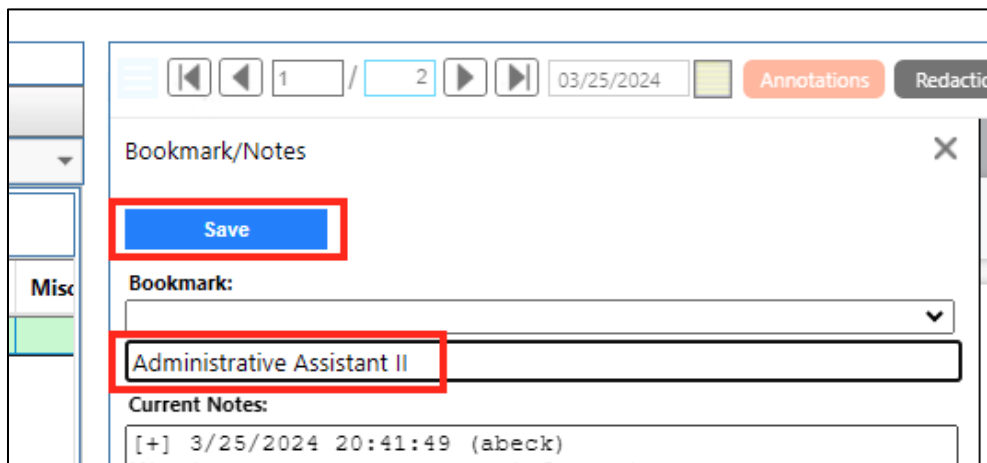 1 / 2 03/25/2024 Annotations
Bookmark/Notes
Save
Misc
Bookmark:
Administrative Assistant II
Current Notes:
[+] 3/25/2024 20:41:49 (abeck)